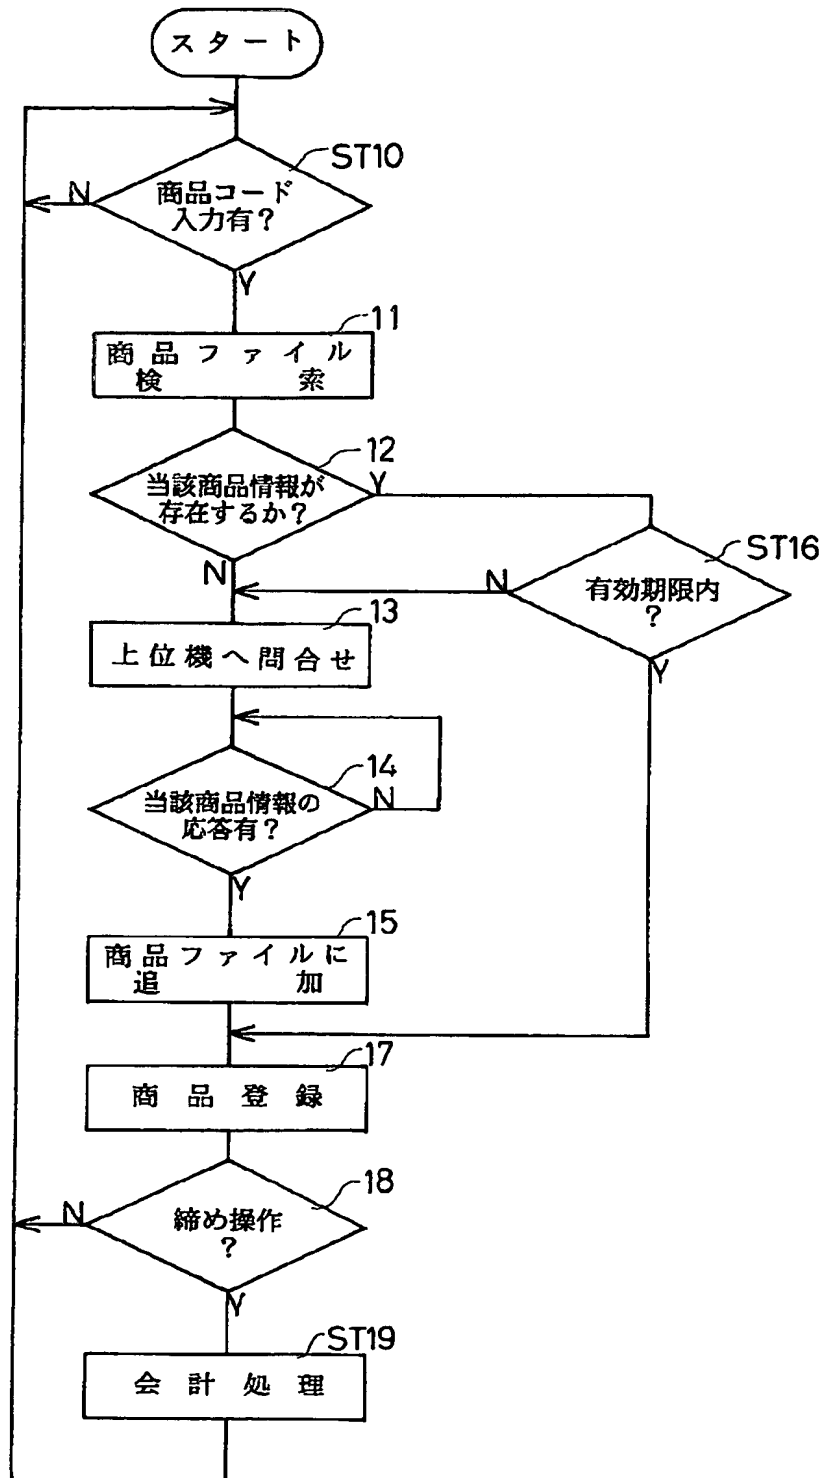 スタート
ST10
N
商品コード
入力有？
Y
11
商品ファイル
検索
12
Y
当該商品情報が
存在するか？
N
ST16
N
有効期限内
？
Y
13
上位機へ問合せ
14
N
当該商品情報の
応答有？
Y
15
商品ファイルに
追加
17
商品登録
18
N
締め操作
？
Y
ST19
会計処理